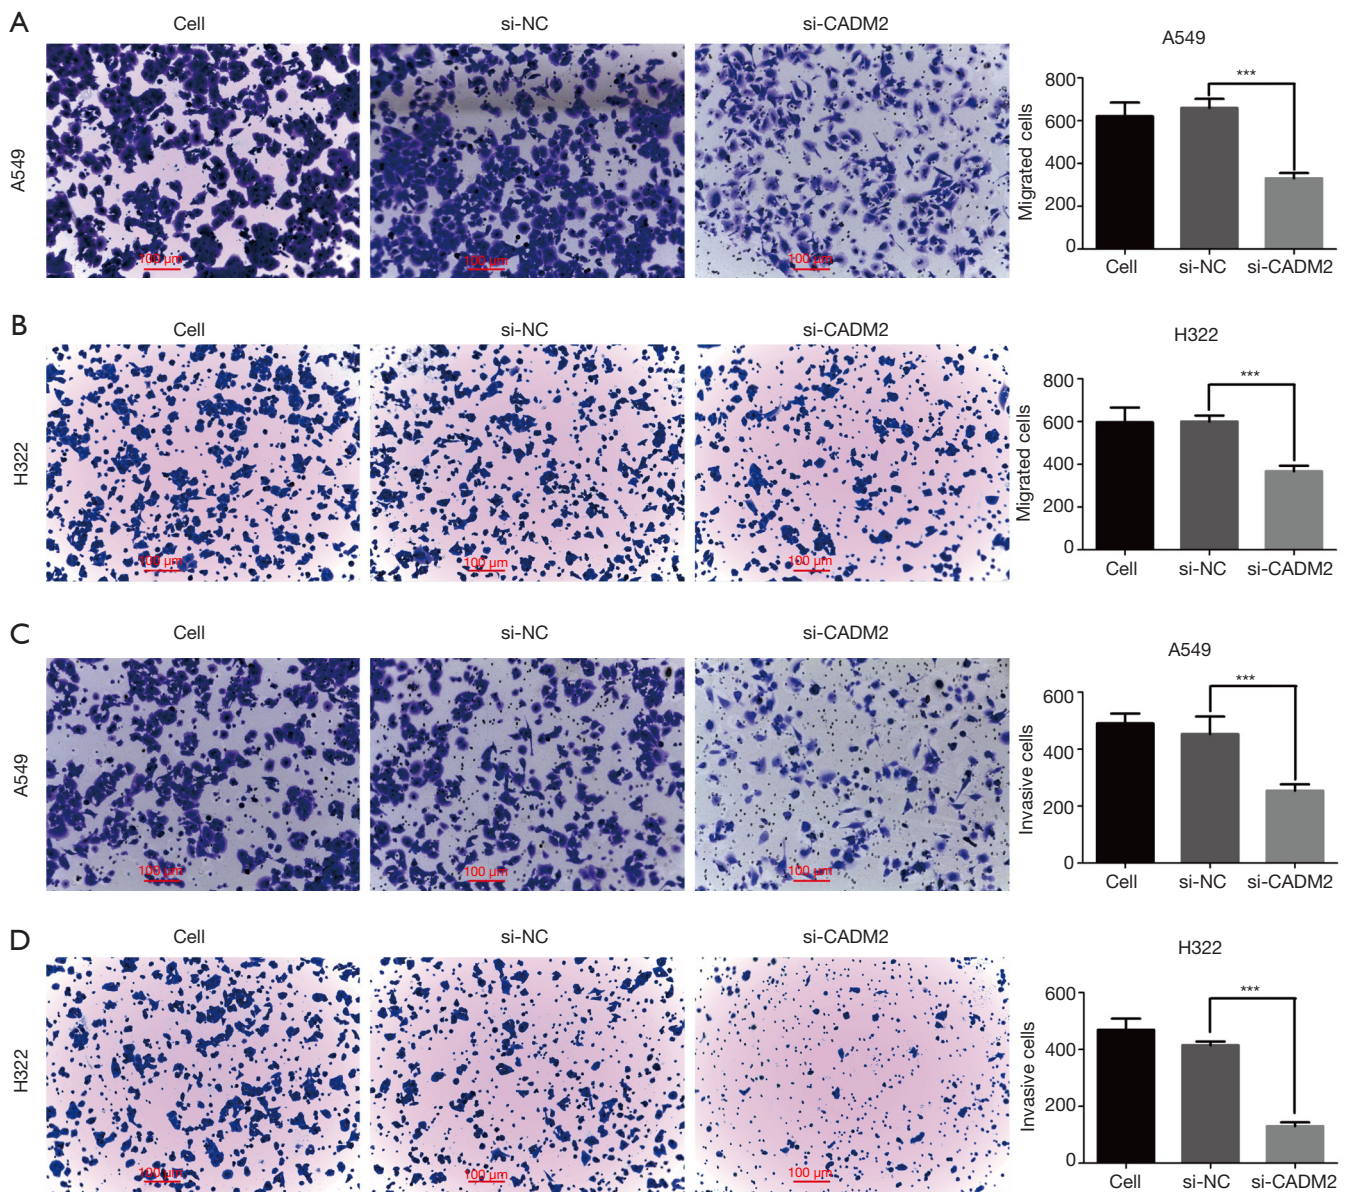 A
Cell
si-NC
si-CADM2
A549
100 µm
100 µm
100 µm
A549
Migrated cells
800
600
400
200
0
***
Cell
si-NC
si-CADM2
B
Cell
si-NC
si-CADM2
H322
100 µm
100 µm
100 µm
H322
Migrated cells
800
600
400
200
0
***
Cell
si-NC
si-CADM2
C
Cell
si-NC
si-CADM2
A549
100 µm
100 µm
100 µm
A549
Invasive cells
600
400
200
0
***
Cell
si-NC
si-CADM2
D
Cell
si-NC
si-CADM2
H322
100 µm
100 µm
100 µm
H322
Invasive cells
600
400
200
0
***
Cell
si-NC
si-CADM2